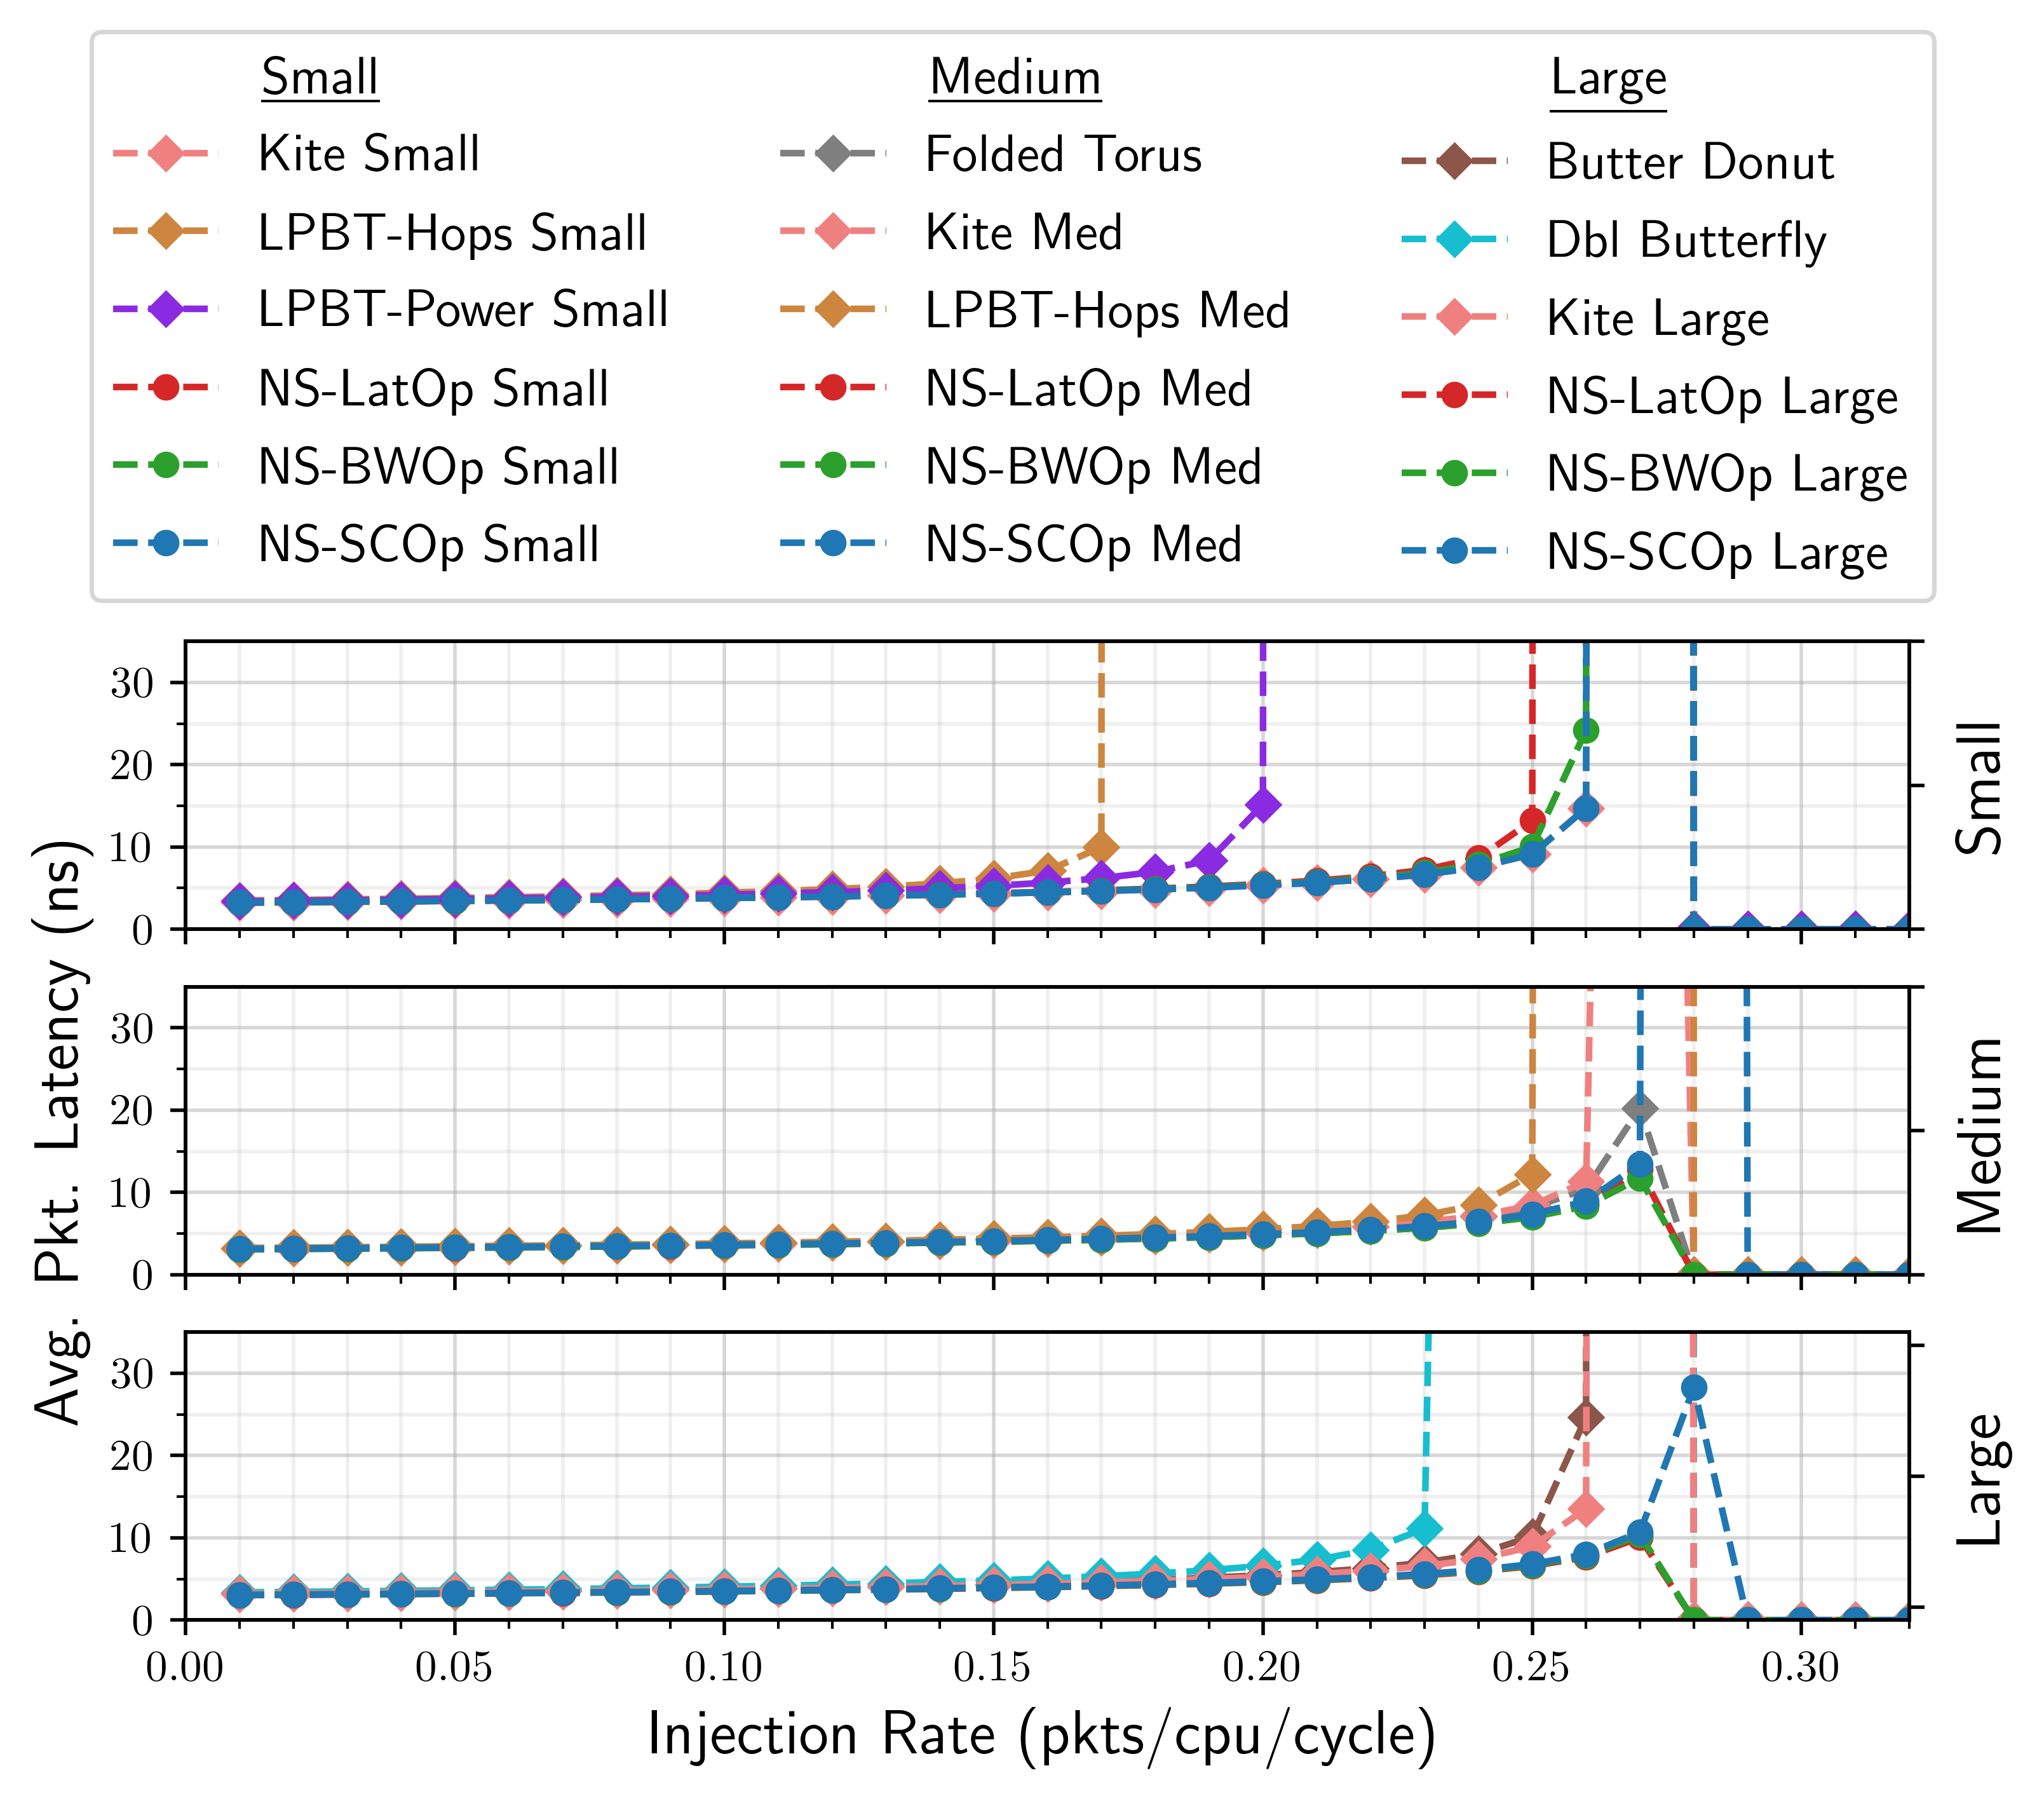 Small
Kite Small
LPBT-Hops Small
LPBT-Power Small
NS-LatOp Small
NS-BWOp Small
NS-SCOp Small
Medium
Folded Torus
Kite Med
LPBT-Hops Med
NS-LatOp Med
NS-BWOp Med
NS-SCOp Med
Large
Butter Donut
Dbl Butterfly
Kite Large
NS-LatOp Large
NS-BWOp Large
NS-SCOp Large
Avg. Pkt. Latency (ns)
30
20
10
0
Small
30
20
10
0
Medium
30
20
10
0
Large
0.00 0.05 0.10 0.15 0.20 0.25 0.30
Injection Rate (pkts/cpu/cycle)